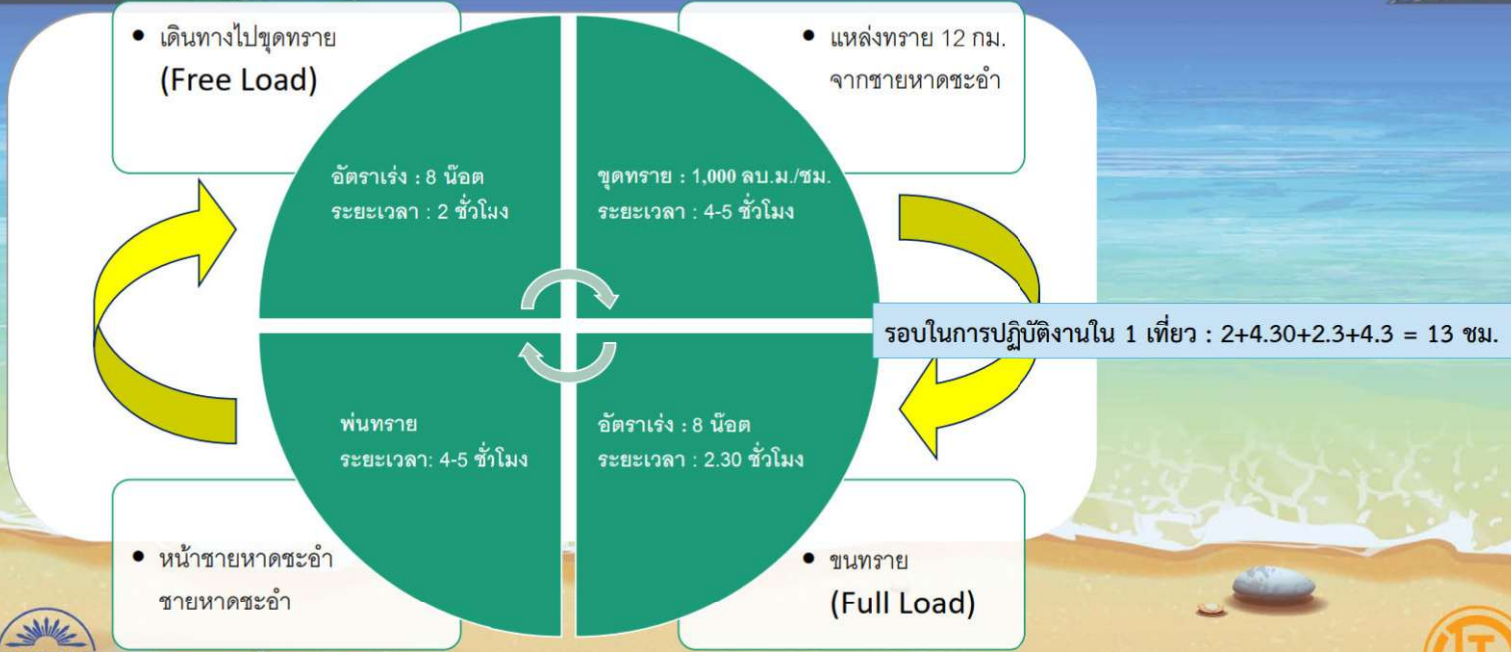 เดินทางไปขุดทราย
(Free Load)
แหล่งทราย 12 กม.
จากชายหาดชะอำ
อัตราเร่ง : 8 น๊อต
ระยะเวลา : 2 ชั่วโมง
ขุดทราย : 1,000 ลบ.ม./ชม.
ระยะเวลา : 4-5 ชั่วโมง
รอบในการปฏิบัติงานใน 1 เที่ยว : 2+4.30+2.3+4.3 = 13 ชม.
พ่นทราย
ระยะเวลา: 4-5 ชั่วโมง
อัตราเร่ง : 8 น๊อต
ระยะเวลา : 2.30 ชั่วโมง
หน้าชายหาดชะอำ
ชายหาดชะอำ
ขนทราย
(Full Load)